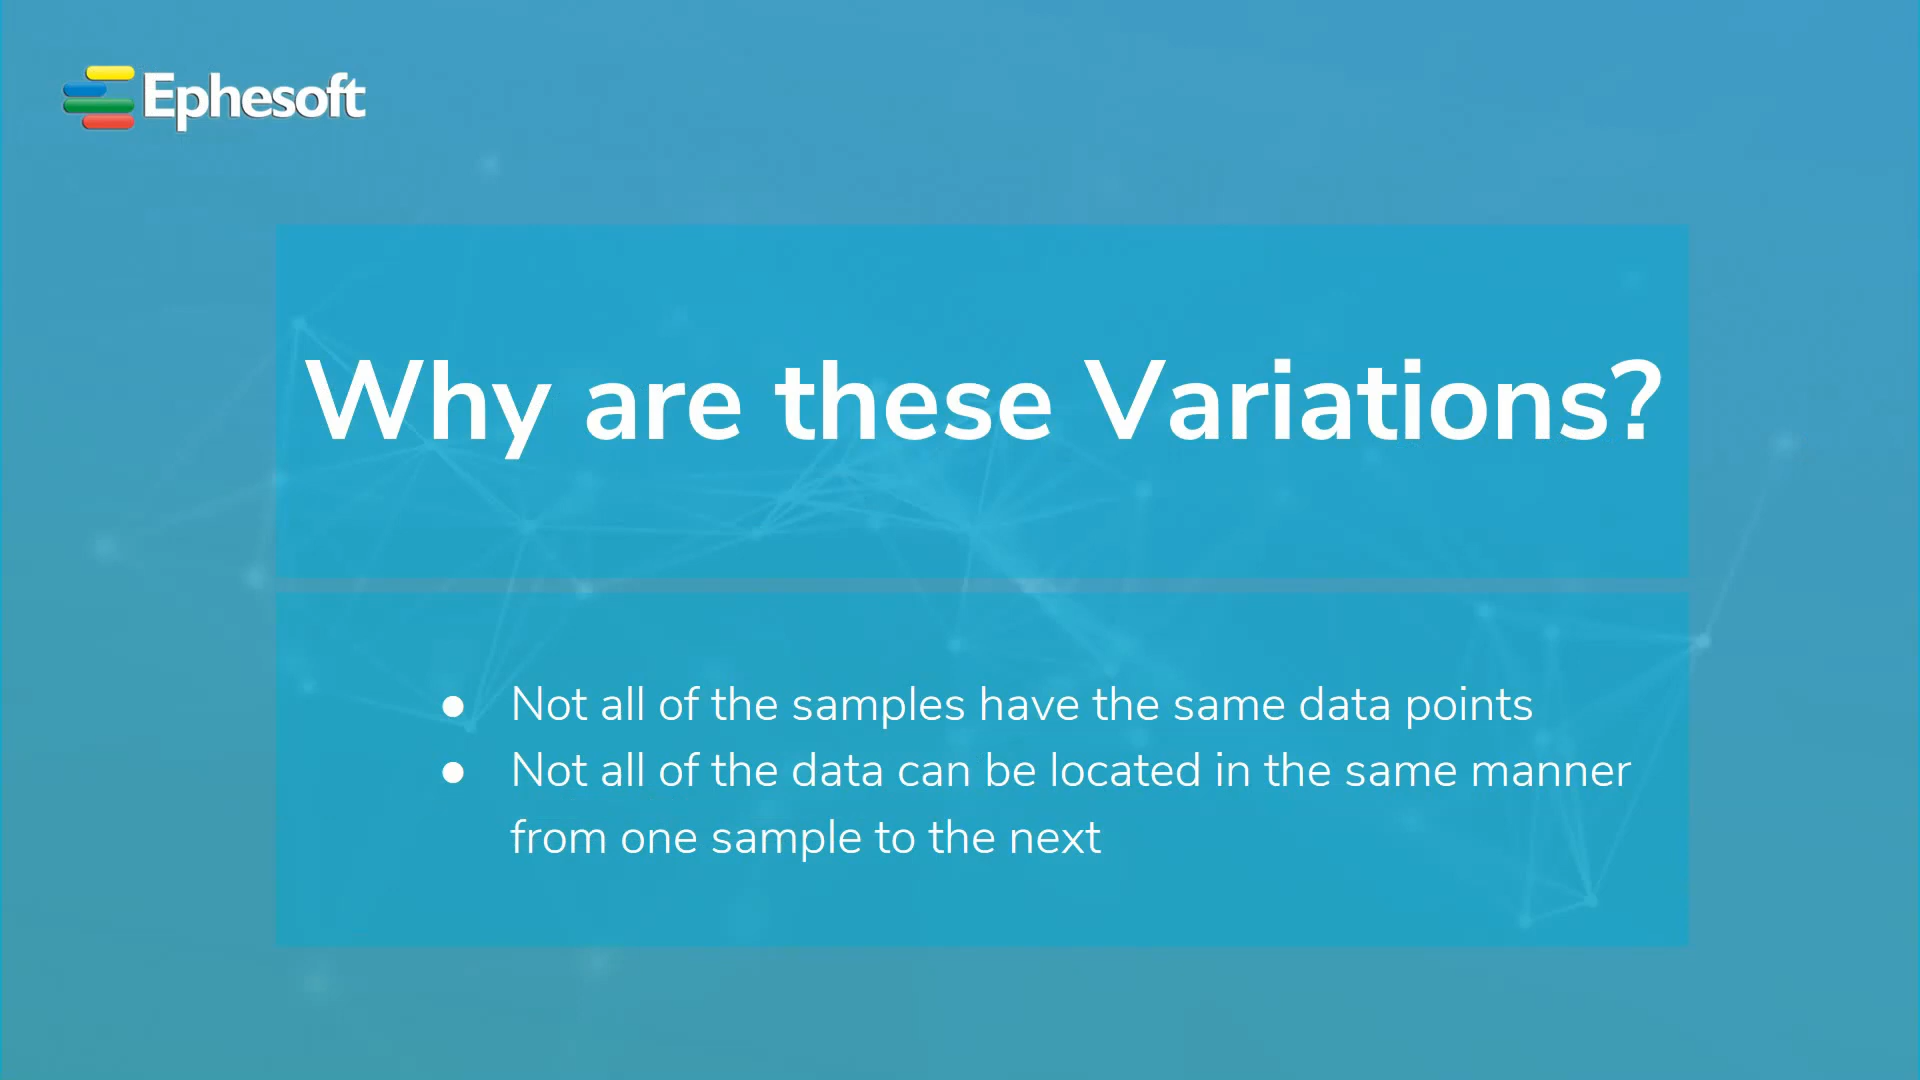 Ephesoft
Why are these Variations?
● Not all of the samples have the same data points
● Not all of the data can be located in the same manner
from one sample to the next